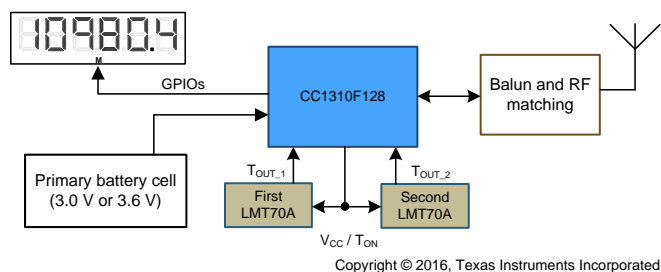 10980.4
M
GPIOs
CC1310F128
Balun and RF
matching
Primary battery cell
(3.0 V or 3.6 V)
TOUT_1
TOUT_2
First
LMT70A
Second
LMT70A
VCC / TON
Copyright © 2016, Texas Instruments Incorporated